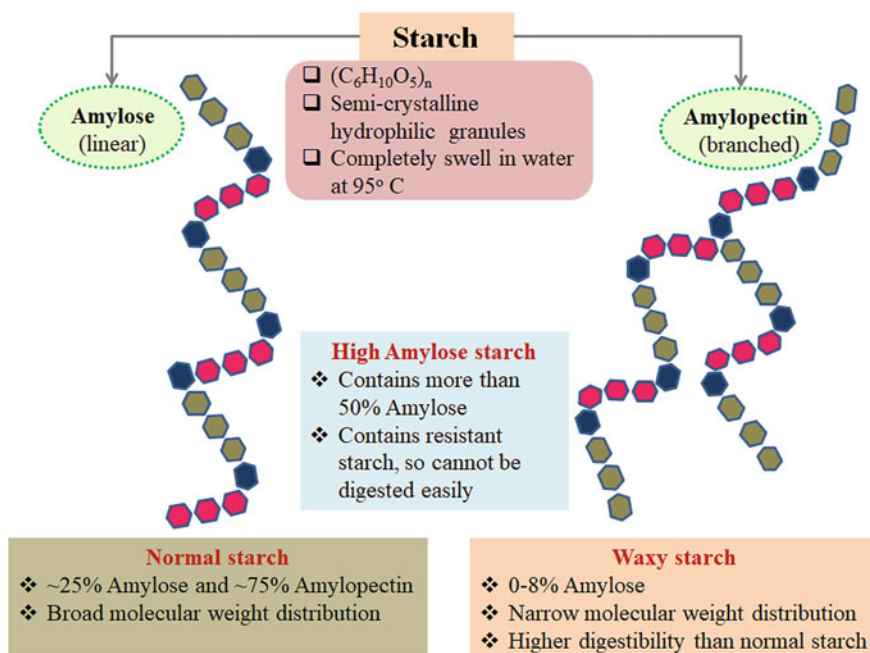 Starch
❑ (C₆H₁₀O₅)ₙ
❑ Semi-crystalline
hydrophilic granules
❑ Completely swell in water
at 95° C
Amylose
(linear)
Amylopectin
(branched)
High Amylose starch
❖ Contains more than
50% Amylose
❖ Contains resistant
starch, so cannot be
digested easily
Normal starch
❖ ~25% Amylose and ~75% Amylopectin
❖ Broad molecular weight distribution
Waxy starch
❖ 0-8% Amylose
❖ Narrow molecular weight distribution
❖ Higher digestibility than normal starch